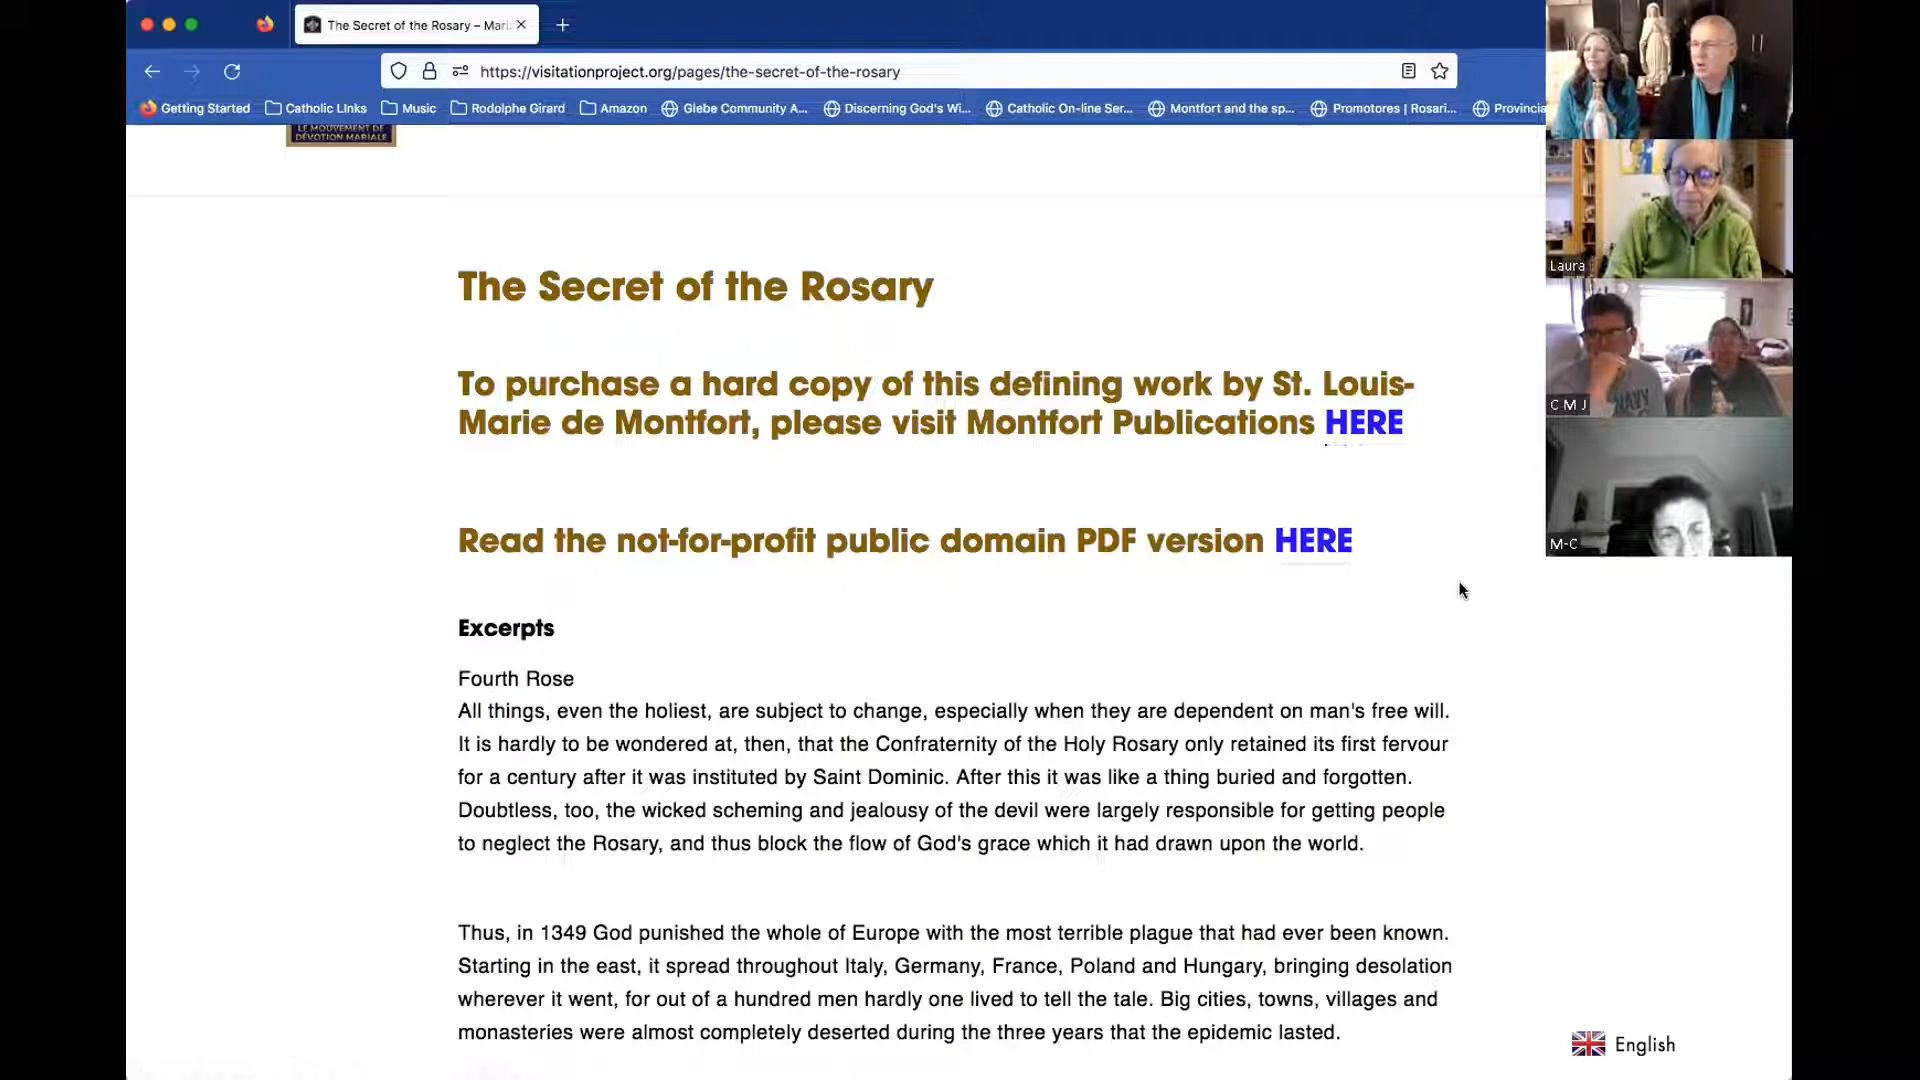 The Secret of the Rosary – Mari
https://visitationproject.org/pages/the-secret-of-the-rosary
Getting Started
Catholic LInks
Music
Rodolphe Girard
Amazon
Glebe Community A...
Discerning God's Wi...
Catholic On-line Ser...
Montfort and the sp...
Promotores | Rosari...
Provincia
LE MOUVEMENT DE
DÉVOTION MARIALE
The Secret of the Rosary
To purchase a hard copy of this defining work by St. Louis-
Marie de Montfort, please visit Montfort Publications HERE
Read the not-for-profit public domain PDF version HERE
Excerpts
Fourth Rose
All things, even the holiest, are subject to change, especially when they are dependent on man's free will.
It is hardly to be wondered at, then, that the Confraternity of the Holy Rosary only retained its first fervour
for a century after it was instituted by Saint Dominic. After this it was like a thing buried and forgotten.
Doubtless, too, the wicked scheming and jealousy of the devil were largely responsible for getting people
to neglect the Rosary, and thus block the flow of God's grace which it had drawn upon the world.
Thus, in 1349 God punished the whole of Europe with the most terrible plague that had ever been known.
Starting in the east, it spread throughout Italy, Germany, France, Poland and Hungary, bringing desolation
wherever it went, for out of a hundred men hardly one lived to tell the tale. Big cities, towns, villages and
monasteries were almost completely deserted during the three years that the epidemic lasted.
English
Laura
C M J
M-C